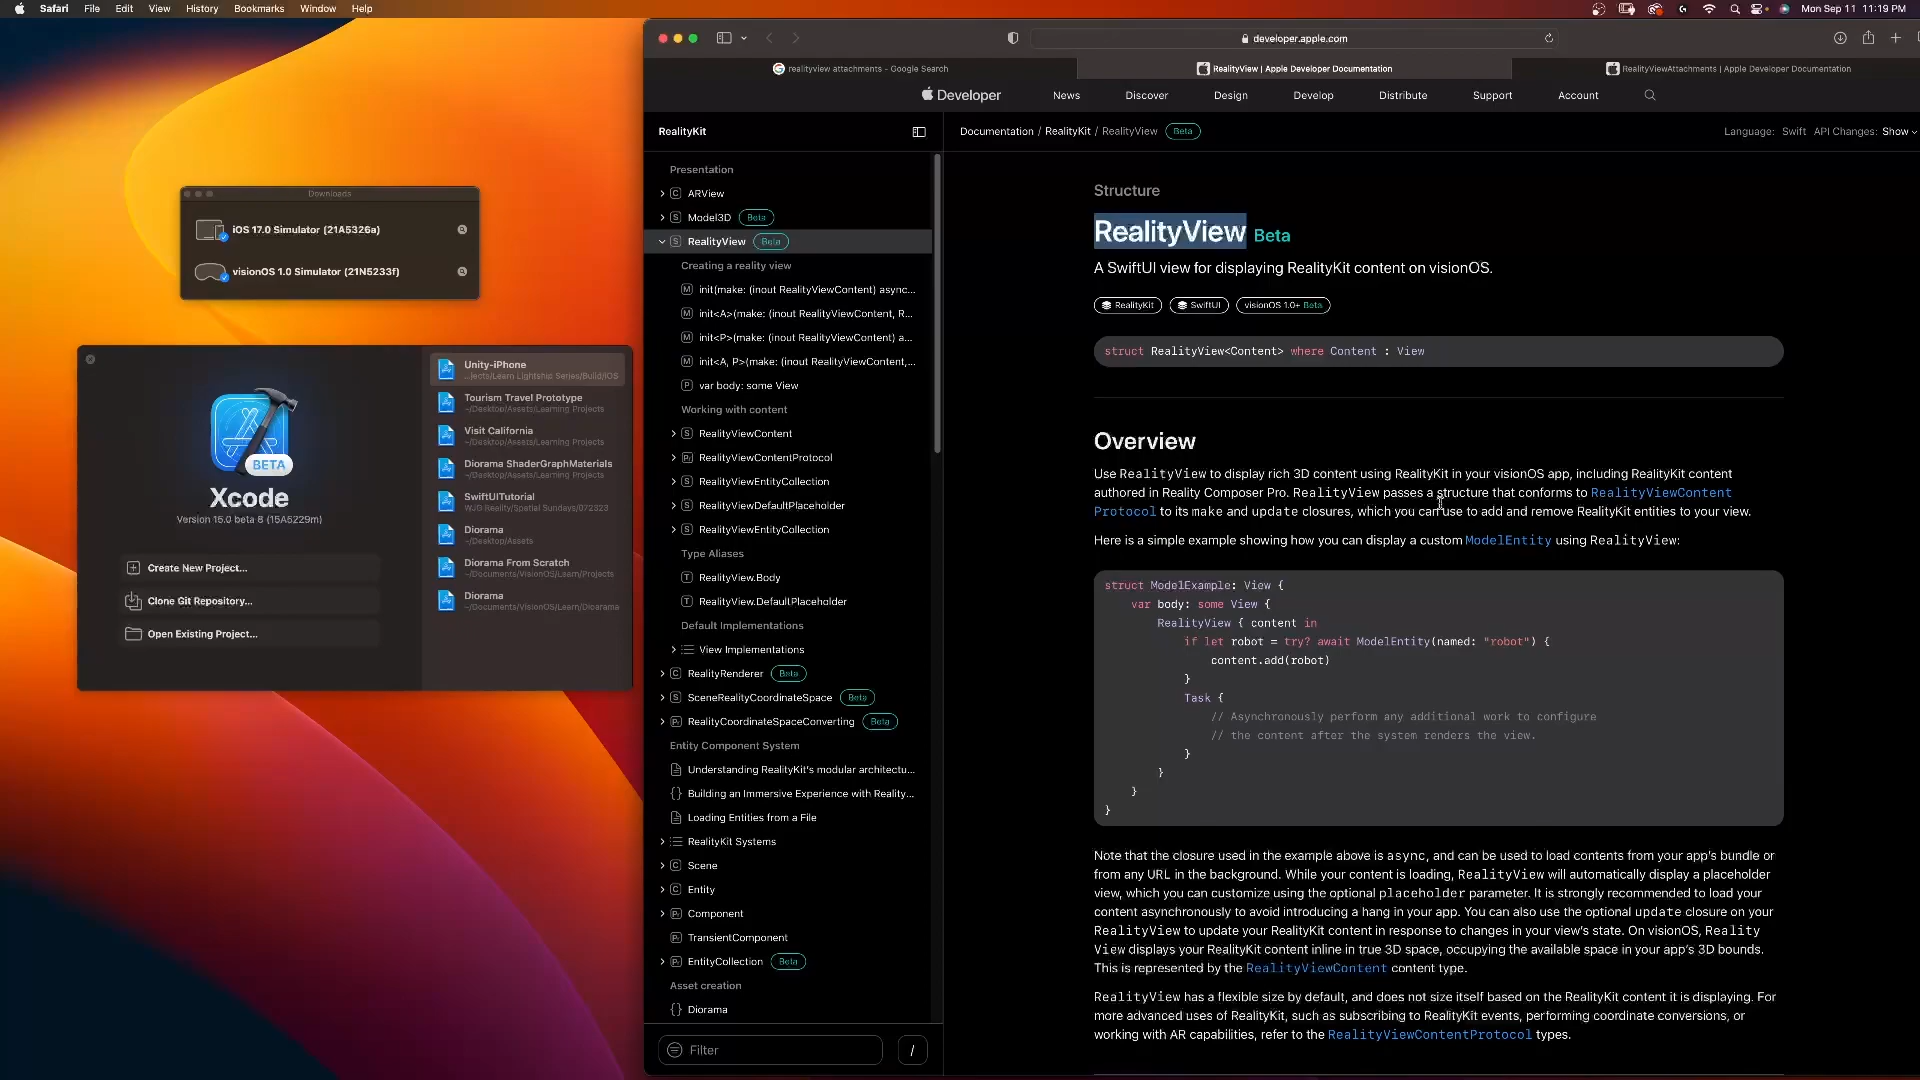 Safari File Edit View History Bookmarks Window Help
Mon Sep 11 11:19 PM
Downloads
iOS 17.0 Simulator (21A5326a)
visionOS 1.0 Simulator (21N5233f)
BETA
Xcode
Version 15.0 beta 8 (15A5229m)
Create New Project...
Clone Git Repository...
Open Existing Project...
Unity-iPhone
...jects/Learn Lightship Series/Build/iOS
Tourism Travel Prototype
~/Desktop/Assets/Learning Projects
Visit California
~/Desktop/Assets/Learning Projects
Diorama ShaderGraphMaterials
~/Desktop/Assets/Learning Projects
SwiftUITutorial
WJG Reality/Spatial Sundays/072323
Diorama
~/Desktop/Assets
Diorama From Scratch
~/Documents/VisionOS/Learn/Projects
Diorama
~/Documents/VisionOS/Learn/Dioarama
developer.apple.com
realityview attachments - Google Search
RealityView | Apple Developer Documentation
RealityViewAttachments | Apple Developer Documentation
Developer News Discover Design Develop Distribute Support Account
RealityKit
Documentation / RealityKit / RealityView Beta
Language: Swift API Changes: Show
Presentation
ARView
Model3D Beta
RealityView Beta
Creating a reality view
init(make: (inout RealityViewContent) async...
init<A>(make: (inout RealityViewContent, R...
init<P>(make: (inout RealityViewContent) a...
init<A, P>(make: (inout RealityViewContent,...
var body: some View
Working with content
RealityViewContent
RealityViewContentProtocol
RealityViewEntityCollection
RealityViewDefaultPlaceholder
RealityViewEntityCollection
Type Aliases
RealityView.Body
RealityView.DefaultPlaceholder
Default Implementations
View Implementations
RealityRenderer Beta
SceneRealityCoordinateSpace Beta
RealityCoordinateSpaceConverting Beta
Entity Component System
Understanding RealityKit's modular architectu...
Building an Immersive Experience with Reality...
Loading Entities from a File
RealityKit Systems
Scene
Entity
Component
TransientComponent
EntityCollection Beta
Asset creation
Diorama
Filter
/
Structure
RealityView Beta
A SwiftUI view for displaying RealityKit content on visionOS.
RealityKit SwiftUI visionOS 1.0+ Beta
struct RealityView<Content> where Content : View
Overview
Use RealityView to display rich 3D content using RealityKit in your visionOS app, including RealityKit content
authored in Reality Composer Pro. RealityView passes a structure that conforms to RealityViewContent
Protocol to its make and update closures, which you can use to add and remove RealityKit entities to your view.
Here is a simple example showing how you can display a custom ModelEntity using RealityView:
struct ModelExample: View {
var body: some View {
RealityView { content in
if let robot = try? await ModelEntity(named: "robot") {
content.add(robot)
}
Task {
// Asynchronously perform any additional work to configure
// the content after the system renders the view.
}
}
}
}
Note that the closure used in the example above is async, and can be used to load contents from your app's bundle or
from any URL in the background. While your content is loading, RealityView will automatically display a placeholder
view, which you can customize using the optional placeholder parameter. It is strongly recommended to load your
content asynchronously to avoid introducing a hang in your app. You can also use the optional update closure on your
RealityView to update your RealityKit content in response to changes in your view's state. On visionOS, Reality
View displays your RealityKit content inline in true 3D space, occupying the available space in your app's 3D bounds.
This is represented by the RealityViewContent content type.
RealityView has a flexible size by default, and does not size itself based on the RealityKit content it is displaying. For
more advanced uses of RealityKit, such as subscribing to RealityKit events, performing coordinate conversions, or
working with AR capabilities, refer to the RealityViewContentProtocol types.